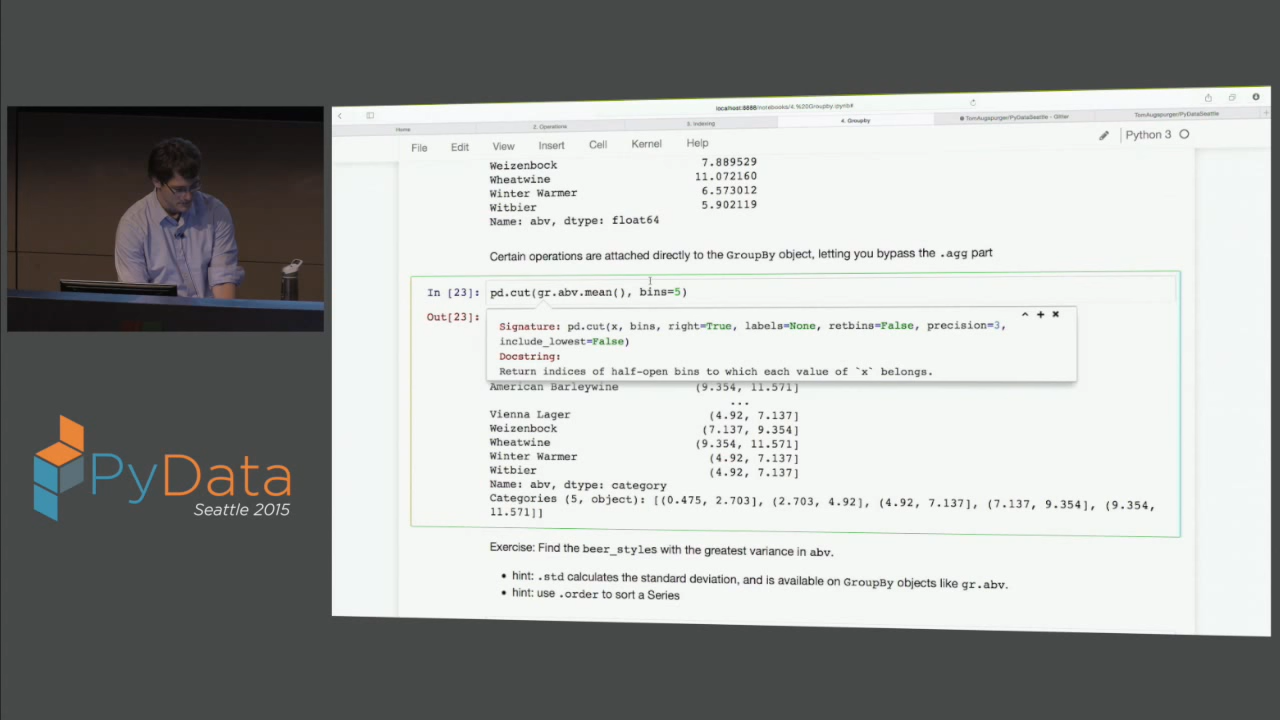 localhost:8888/notebooks/4.%20Groupby.ipynb#
Home
2. Operations
3. Indexing
4. Groupby
TomAugspurger/PyDataSeattle - Gitter
TomAugspurger/PyDataSeattle
File Edit View Insert Cell Kernel Help
Python 3
Weizenbock 7.889529
Wheatwine 11.072160
Winter Warmer 6.573012
Witbier 5.902119
Name: abv, dtype: float64
Certain operations are attached directly to the GroupBy object, letting you bypass the .agg part
In [23]: pd.cut(gr.abv.mean(), bins=5)
Out[23]:
Signature: pd.cut(x, bins, right=True, labels=None, retbins=False, precision=3,
include_lowest=False)
Docstring:
Return indices of half-open bins to which each value of `x` belongs.
American Barleywine (9.354, 11.571]
...
Vienna Lager (4.92, 7.137]
Weizenbock (7.137, 9.354]
Wheatwine (9.354, 11.571]
Winter Warmer (4.92, 7.137]
Witbier (4.92, 7.137]
Name: abv, dtype: category
Categories (5, object): [(0.475, 2.703], (2.703, 4.92], (4.92, 7.137], (7.137, 9.354], (9.354,
11.571]]
Exercise: Find the beer_styles with the greatest variance in abv.
• hint: .std calculates the standard deviation, and is available on GroupBy objects like gr.abv.
• hint: use .order to sort a Series
PyData
Seattle 2015